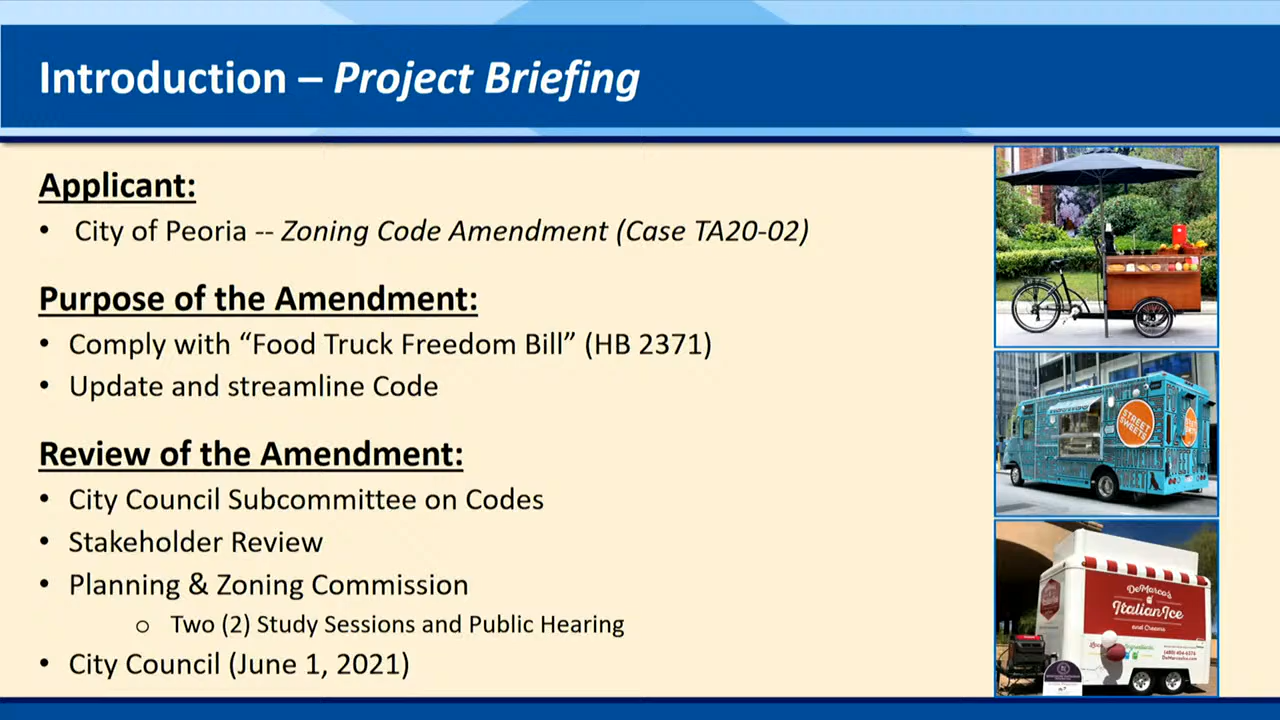 Introduction – Project Briefing
Applicant:
• City of Peoria -- Zoning Code Amendment (Case TA20-02)
Purpose of the Amendment:
• Comply with “Food Truck Freedom Bill” (HB 2371)
• Update and streamline Code
Review of the Amendment:
• City Council Subcommittee on Codes
• Stakeholder Review
• Planning & Zoning Commission
o Two (2) Study Sessions and Public Hearing
• City Council (June 1, 2021)
STREET
SWEETS
DeMarco's
Italian Ice
and Creams